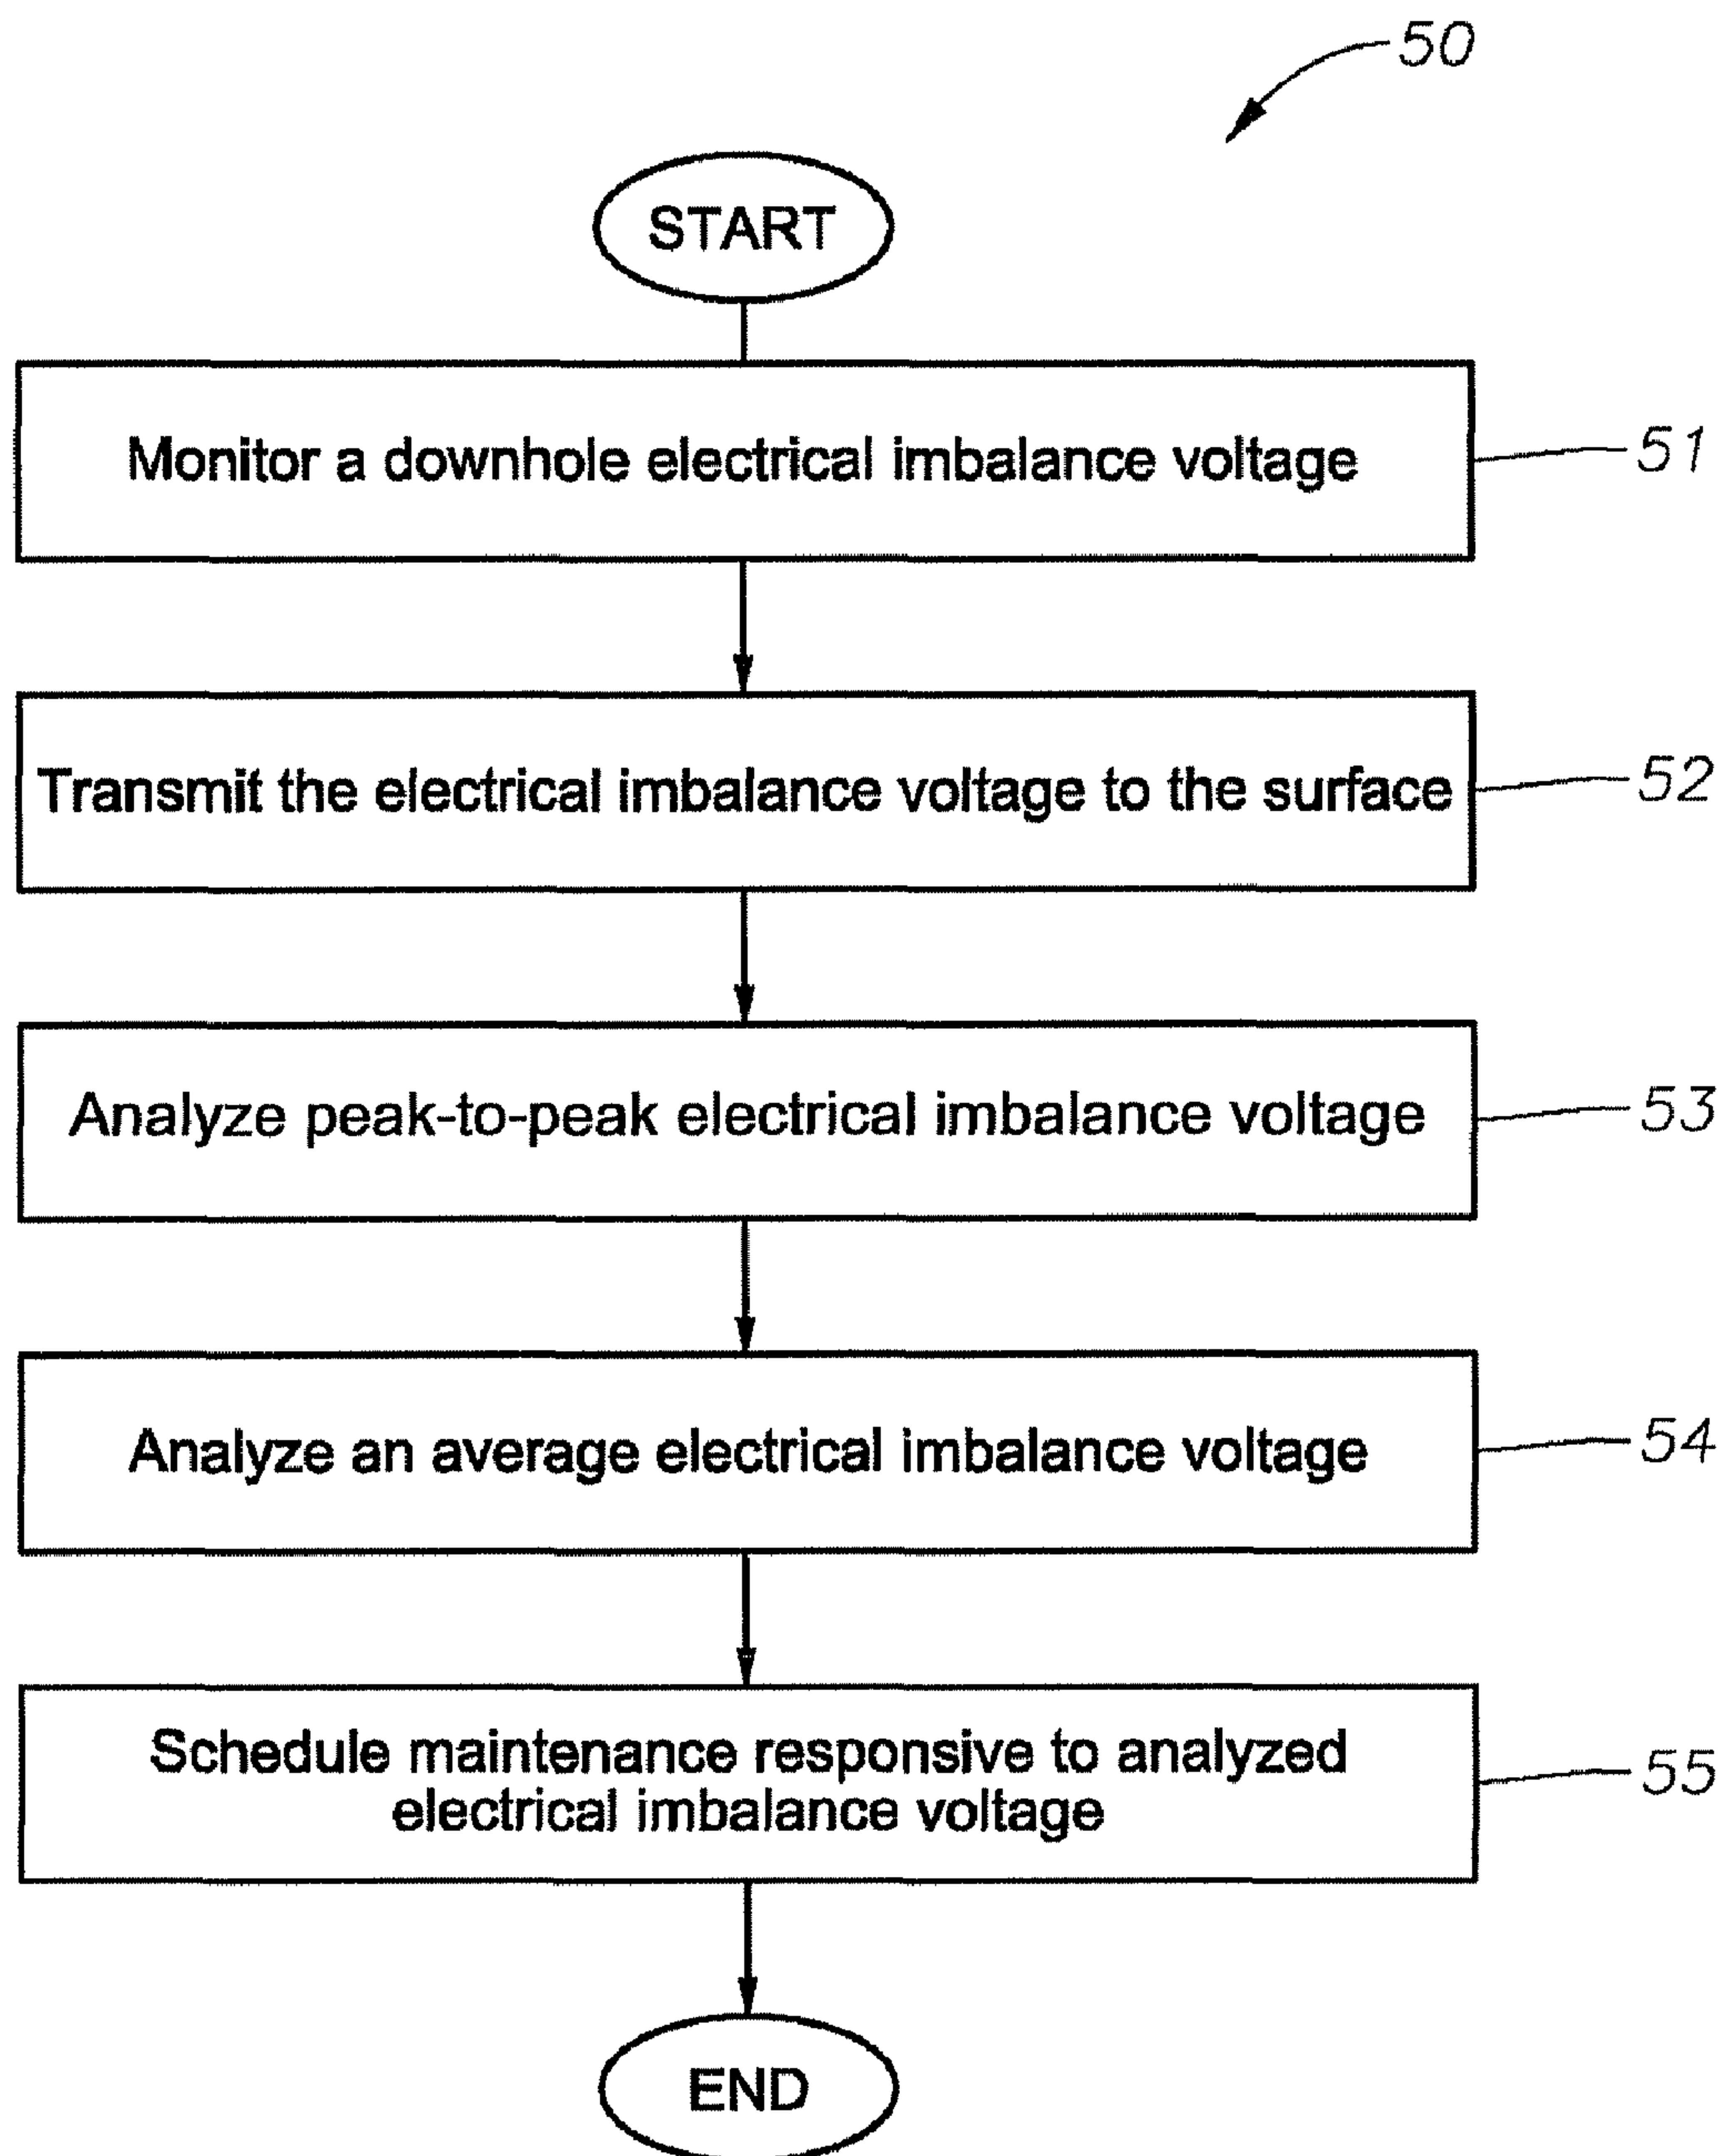 50
START
Monitor a downhole electrical imbalance voltage
51
Transmit the electrical imbalance voltage to the surface
52
Analyze peak-to-peak electrical imbalance voltage
53
Analyze an average electrical imbalance voltage
54
Schedule maintenance responsive to analyzed
electrical imbalance voltage
55
END